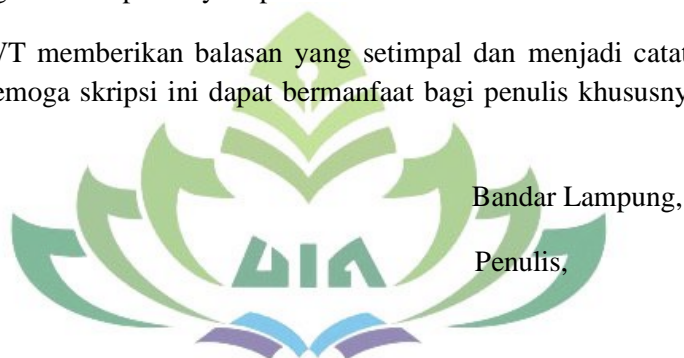 WT memberikan balasan yang setimpal dan menjadi catat
emoga skripsi ini dapat bermanfaat bagi penulis khususny
Bandar Lampung,
UIN
Penulis,